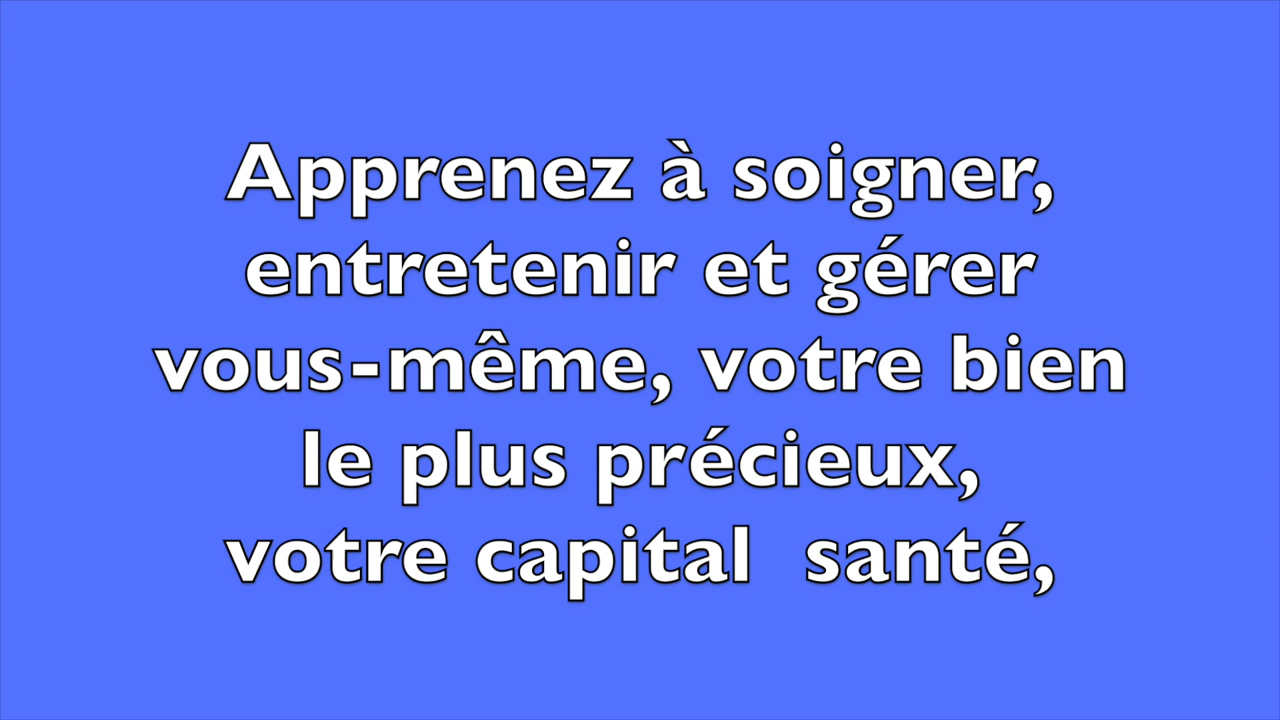 Apprenez à soigner,
entretenir et gérer
vous-même, votre bien
le plus précieux,
votre capital  santé,